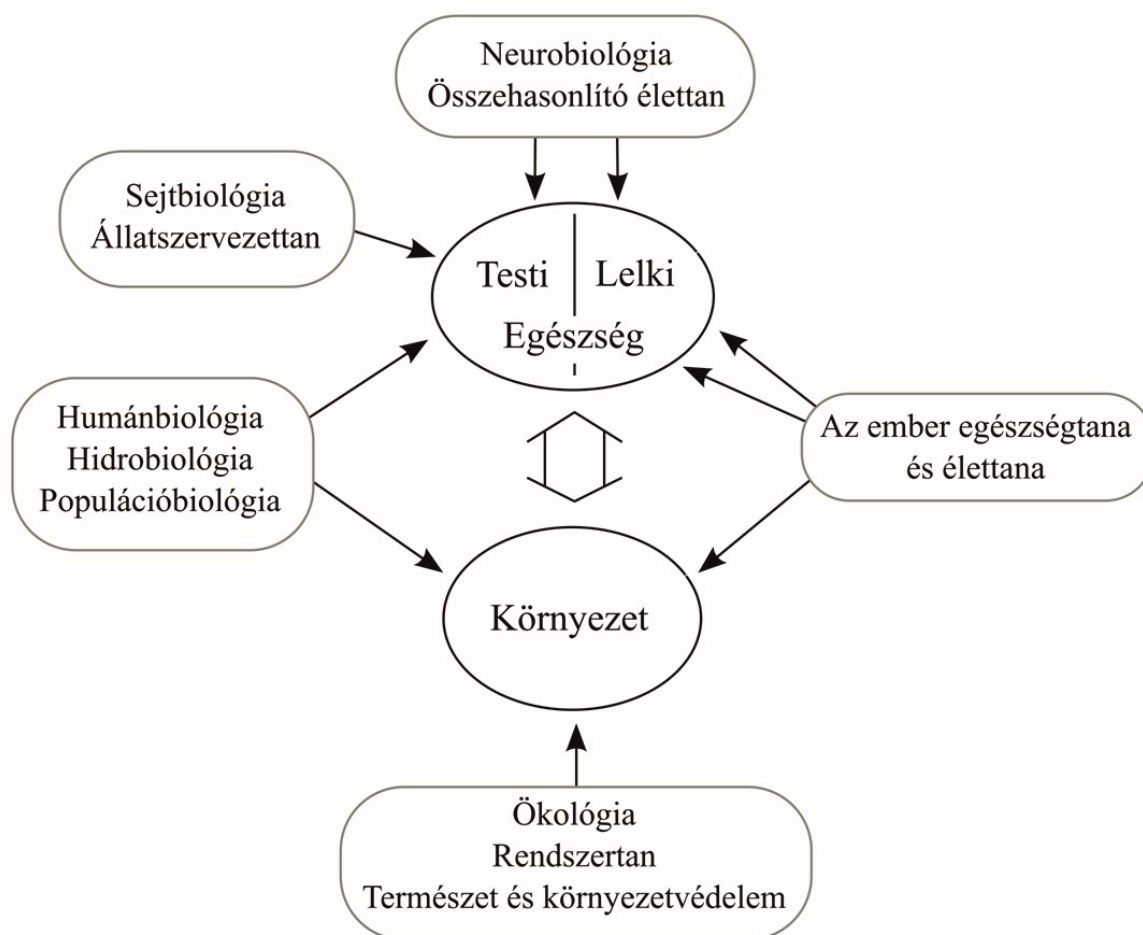 Neurobiológia
Összehasonlító élettan
Sejtbiológia
Állatszervezettan
Testi
Lelki
Egészség
Humánbiológia
Hidrobiológia
Populációbiológia
Az ember egészségtana
és élettana
Környezet
Ökológia
Rendszertan
Természet és környezetvédelem